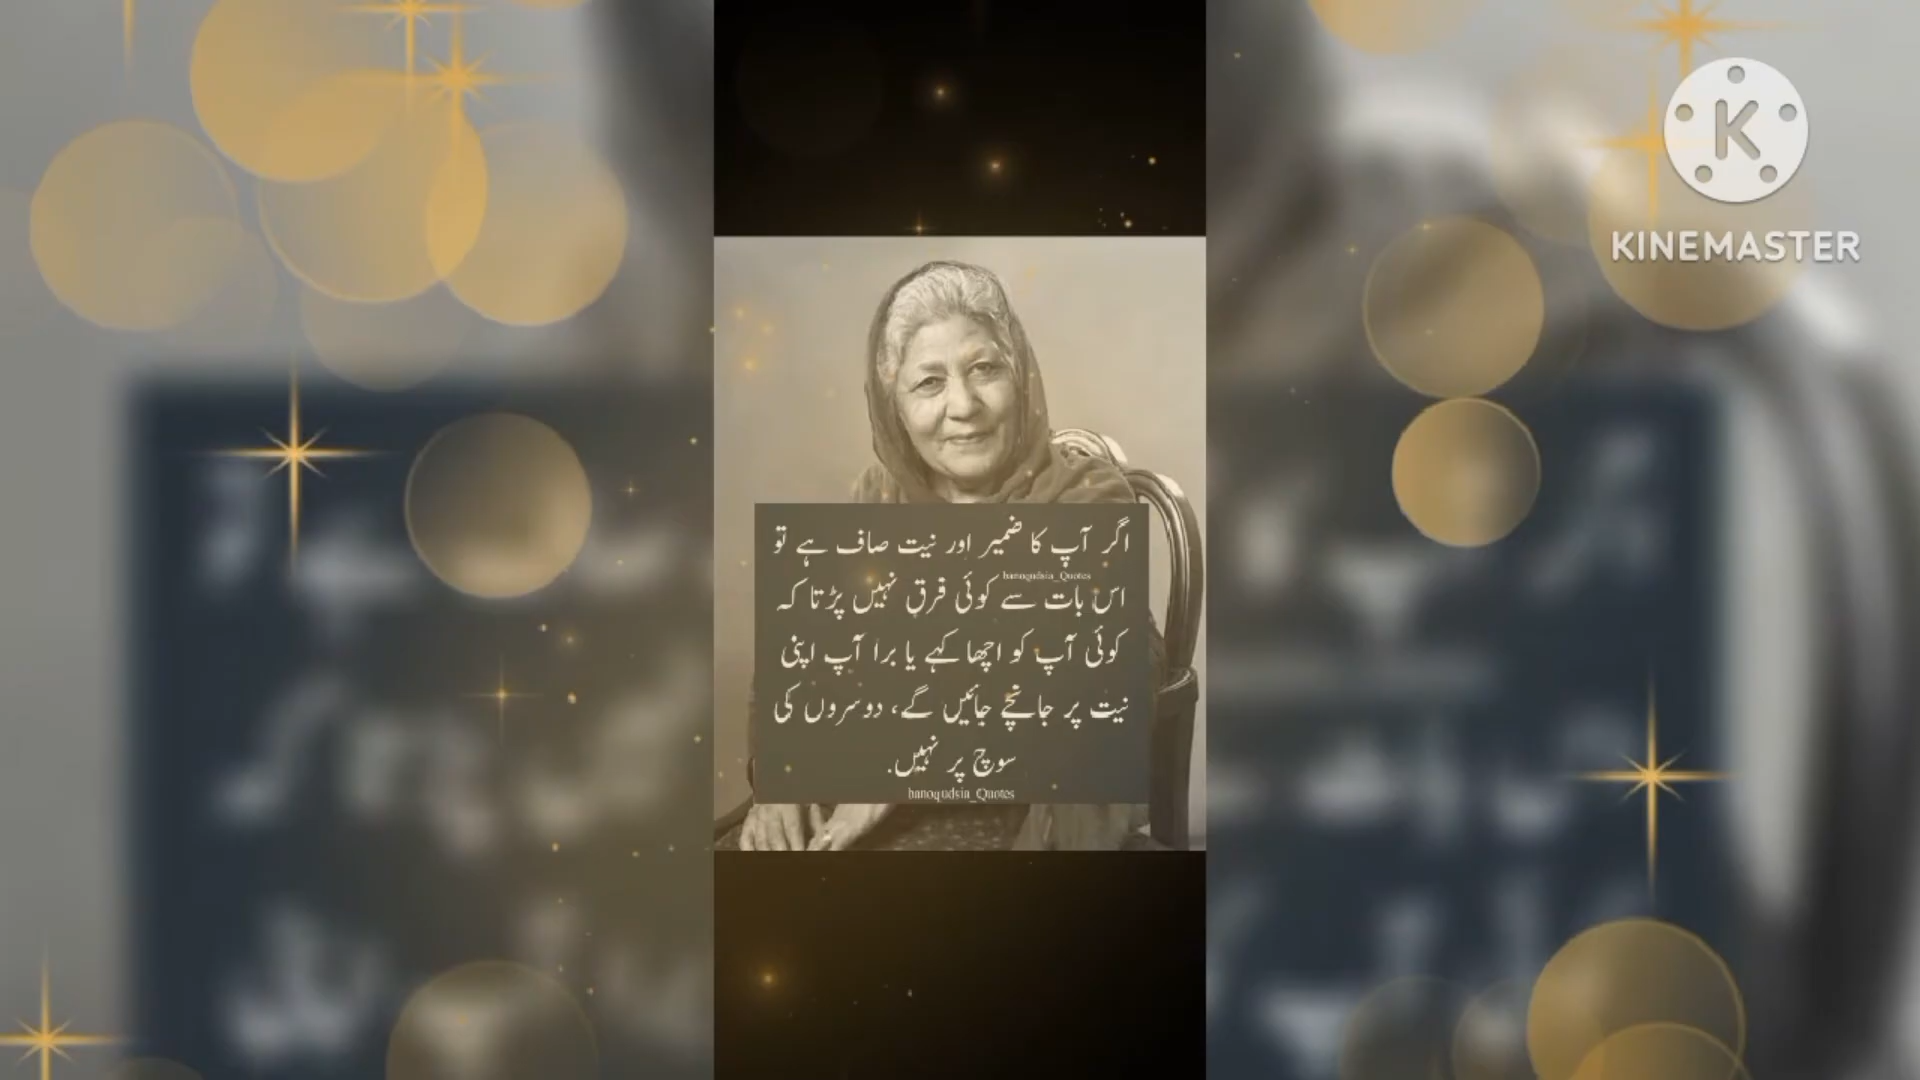 KINEMASTER
اگر آپ کا ضمیر اور نیت صاف ہے تو
banoqudsia_Quotes
اس بات سے کوئی فرق نہیں پڑتا کہ
کوئی آپ کو اچھا کہے یا برا آپ اپنی
نیت پر جانچے جائیں گے، دوسروں کی
سوچ پر نہیں.
banoqudsia_Quotes